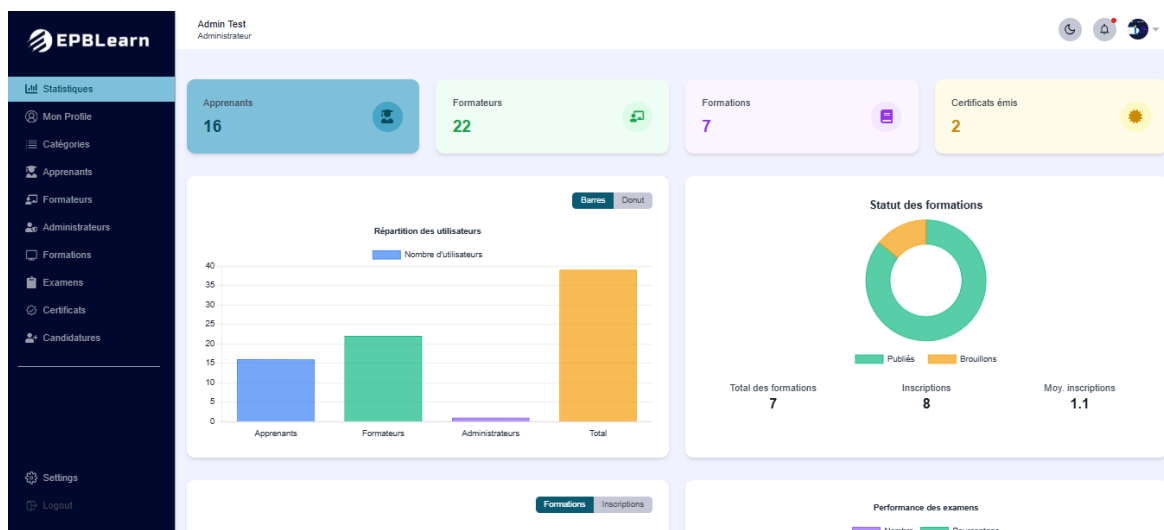 EPBLearn
Statistiques
Mon Profile
Catégories
Apprenants
Formateurs
Administrateurs
Formations
Examens
Certificats
Candidatures
Settings
Logout
Admin Test
Administrateur
Apprenants
16
Formateurs
22
Formations
7
Certificats émis
2
Barres Donut
Répartition des utilisateurs
Nombre d'utilisateurs
40
35
30
25
20
15
10
5
0
Apprenants Formateurs Administrateurs Total
Statut des formations
Publiés Brouillons
Total des formations Inscriptions Moy. inscriptions
7 8 1.1
Formations Inscriptions
Performance des examens
Nombre Pourcentage